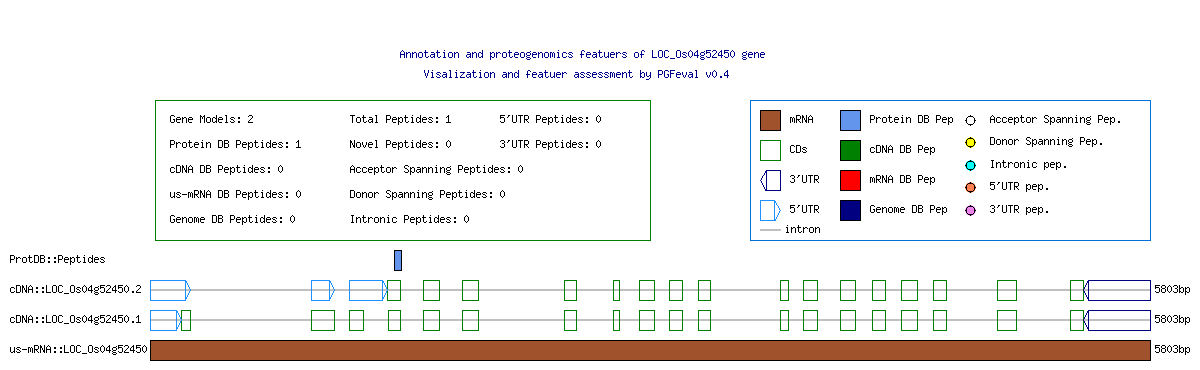 Annotation and proteogenomics featuers of LOC_Os04g52450 gene
Visalization and featuer assessment by PGFeval v0.4
Gene Models: 2 Total Peptides: 1 5'UTR Peptides: 0
Protein DB Peptides: 1 Novel Peptides: 0 3'UTR Peptides: 0
cDNA DB Peptides: 0 Acceptor Spanning Peptides: 0
us-mRNA DB Peptides: 0 Donor Spanning Peptides: 0
Genome DB Peptides: 0 Intronic Peptides: 0
mRNA Protein DB Pep Acceptor Spanning Pep.
CDs cDNA DB Pep Donor Spanning Pep.
3'UTR mRNA DB Pep Intronic pep.
5'UTR Genome DB Pep 5'UTR pep.
intron 3'UTR pep.
ProtDB::Peptides
cDNA::LOC_Os04g52450.2 5803bp
cDNA::LOC_Os04g52450.1 5803bp
us-mRNA::LOC_Os04g52450 5803bp